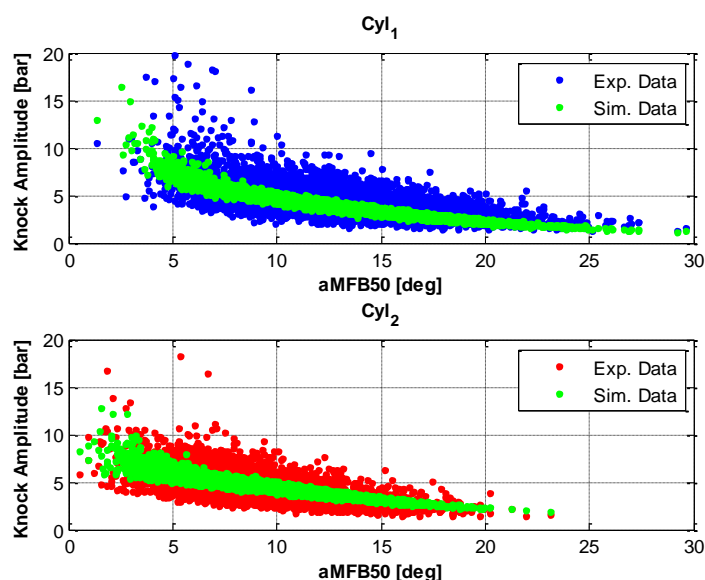 Cyl1
Knock Amplitude [bar]
20
15
10
5
0
Exp. Data
Sim. Data
0 5 10 15 20 25 30
aMFB50 [deg]
Cyl2
Knock Amplitude [bar]
20
15
10
5
0
Exp. Data
Sim. Data
0 5 10 15 20 25 30
aMFB50 [deg]